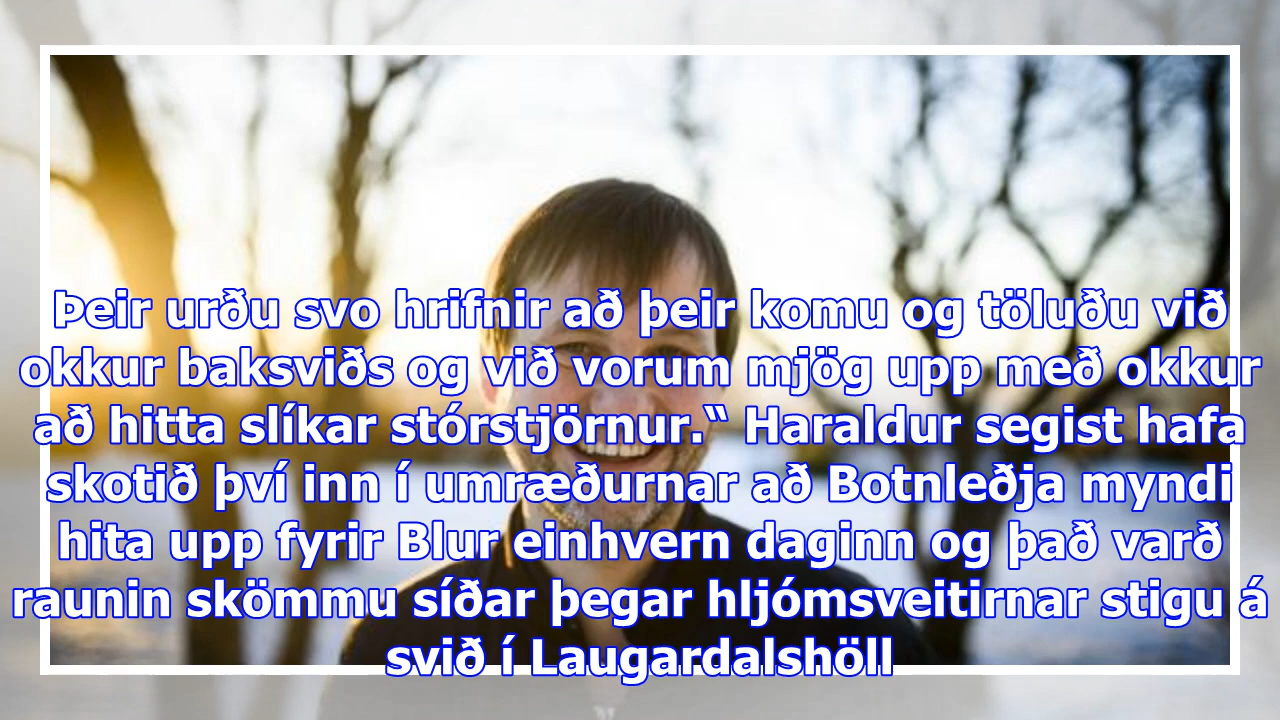 Þeir urðu svo hrifnir að þeir komu og töluðu við
okkur baksviðs og við vorum mjög upp með okkur
að hitta slíkar stórstjörnur.“ Haraldur segist hafa
skotið því inn í umræðurnar að Botnleðja myndi
hita upp fyrir Blur einhvern daginn og það varð
raunin skömmu síðar þegar hljómsveitirnar stigu á
svið í Laugardalshöll